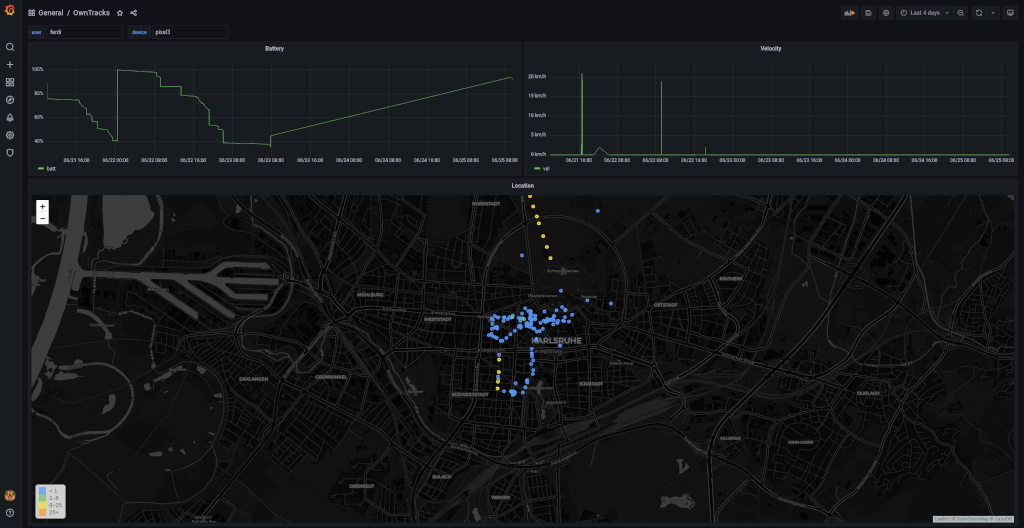 General / OwnTracks
Last 4 days
user ferdi device pixel3
Battery
100%
80%
60%
40%
06/21 16:00 06/22 00:00 06/22 08:00 06/22 16:00 06/23 00:00 06/23 08:00 06/23 16:00 06/24 00:00 06/24 08:00 06/24 16:00 06/25 00:00 06/25 08:00
batt
Velocity
20 km/h
15 km/h
10 km/h
5 km/h
0 km/h
06/21 16:00 06/22 00:00 06/22 08:00 06/22 16:00 06/23 00:00 06/23 08:00 06/23 16:00 06/24 00:00 06/24 08:00 06/24 16:00 06/25 00:00 06/25 08:00
vel
Location
+
−
NORDSTADT
RINTHEIM
MÜHLBURG
OSTSTADT
WESTSTADT
KARLSRUHE
DAXLANDEN
GRÜNWINKEL
SÜDSTADT
SÜDWESTSTADT
DURLACH
BULACH
WEIHER
< 1
1–8
8–25
25+
Leaflet | © OpenStreetMap © CartoDB